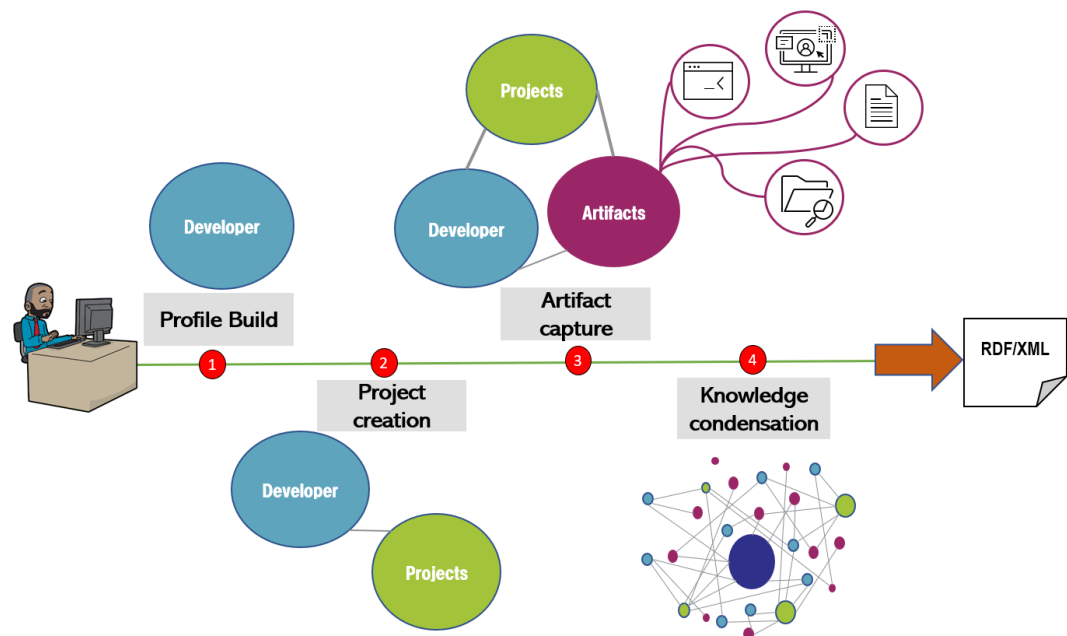 Projects
Developer
Artifacts
Developer
Profile Build
Artifact
capture
1
2
3
4
RDF/XML
Project
creation
Knowledge
condensation
Developer
Projects